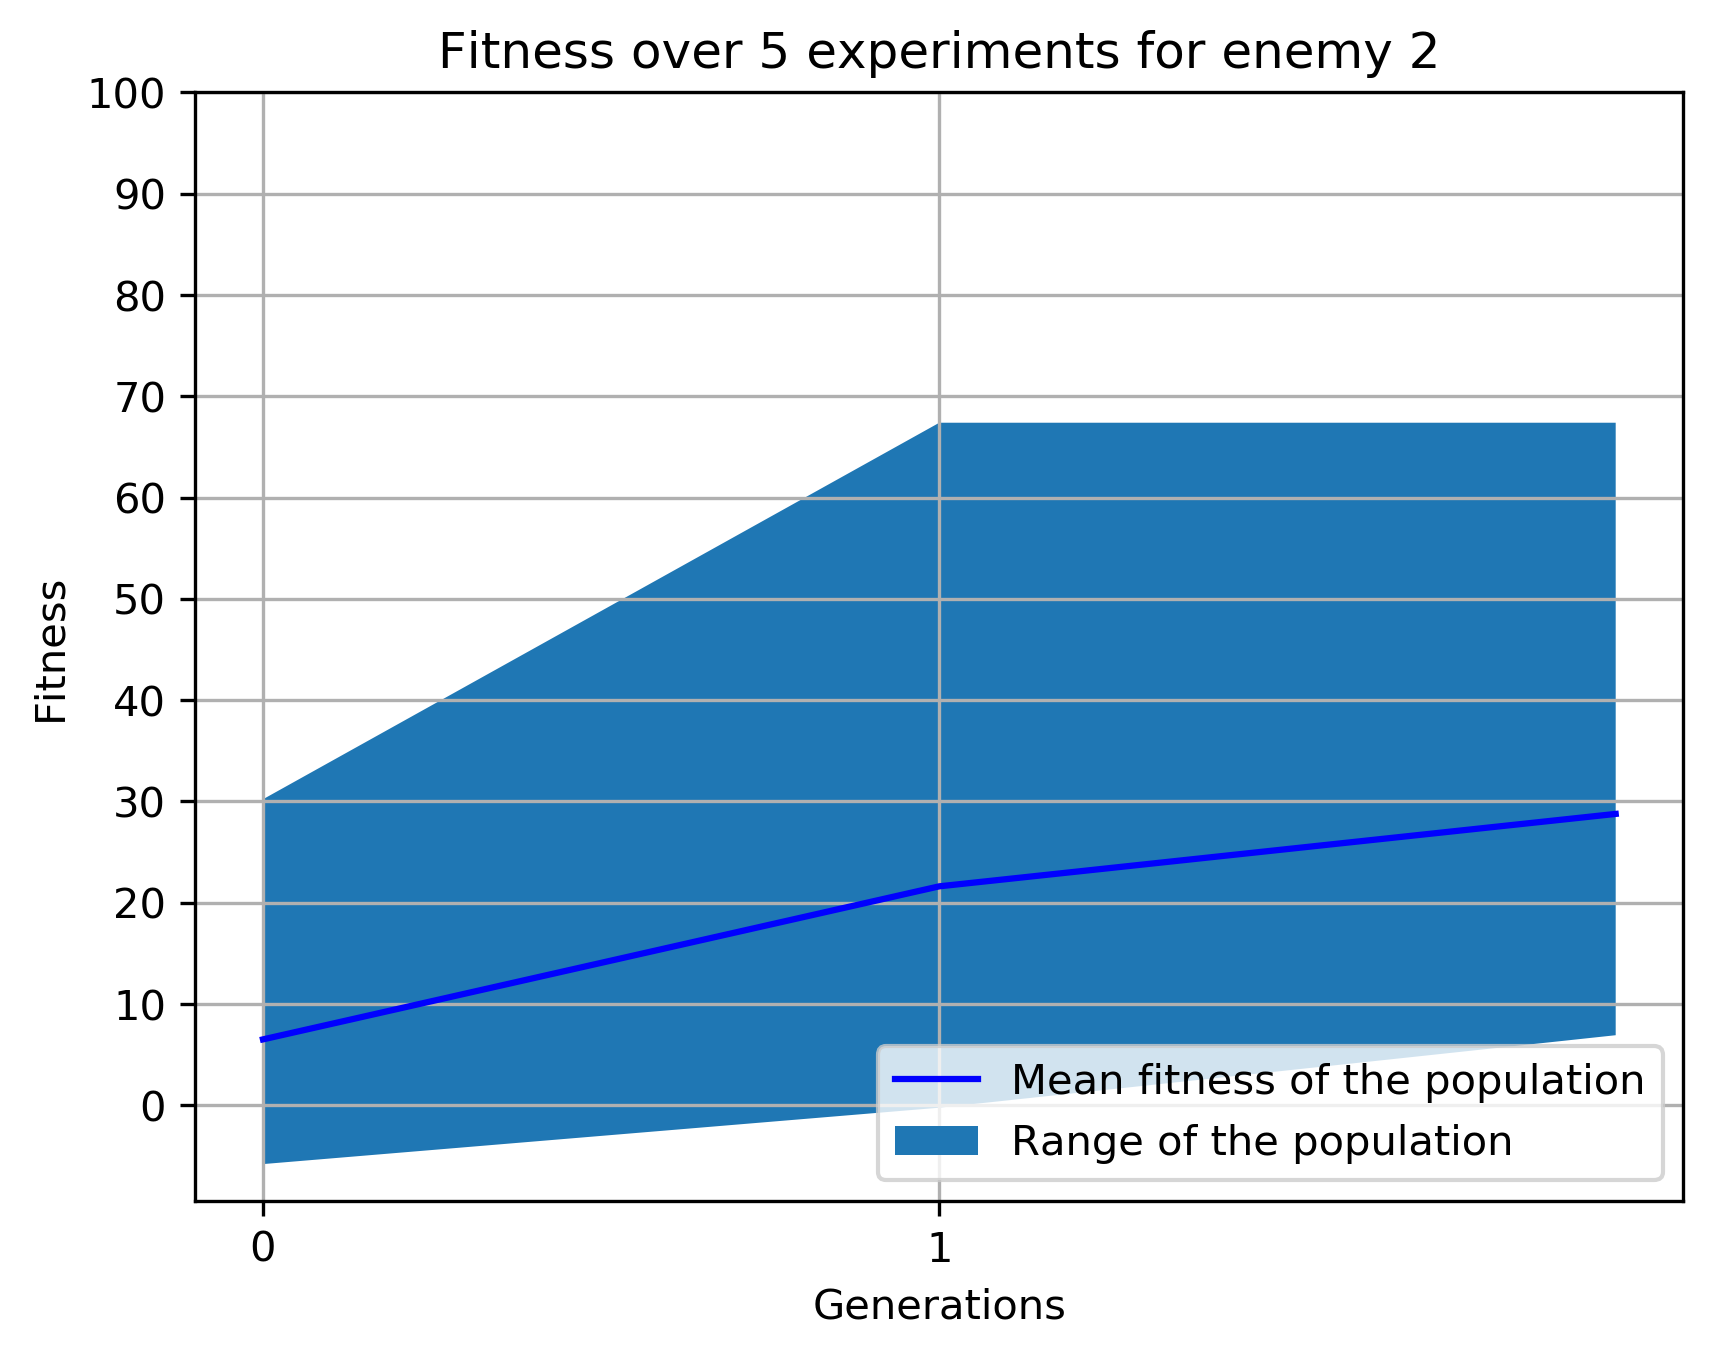 Fitness over 5 experiments for enemy 2
100
90
80
70
60
50
40
30
20
10
0
Fitness
Mean fitness of the population
Range of the population
0 1
Generations